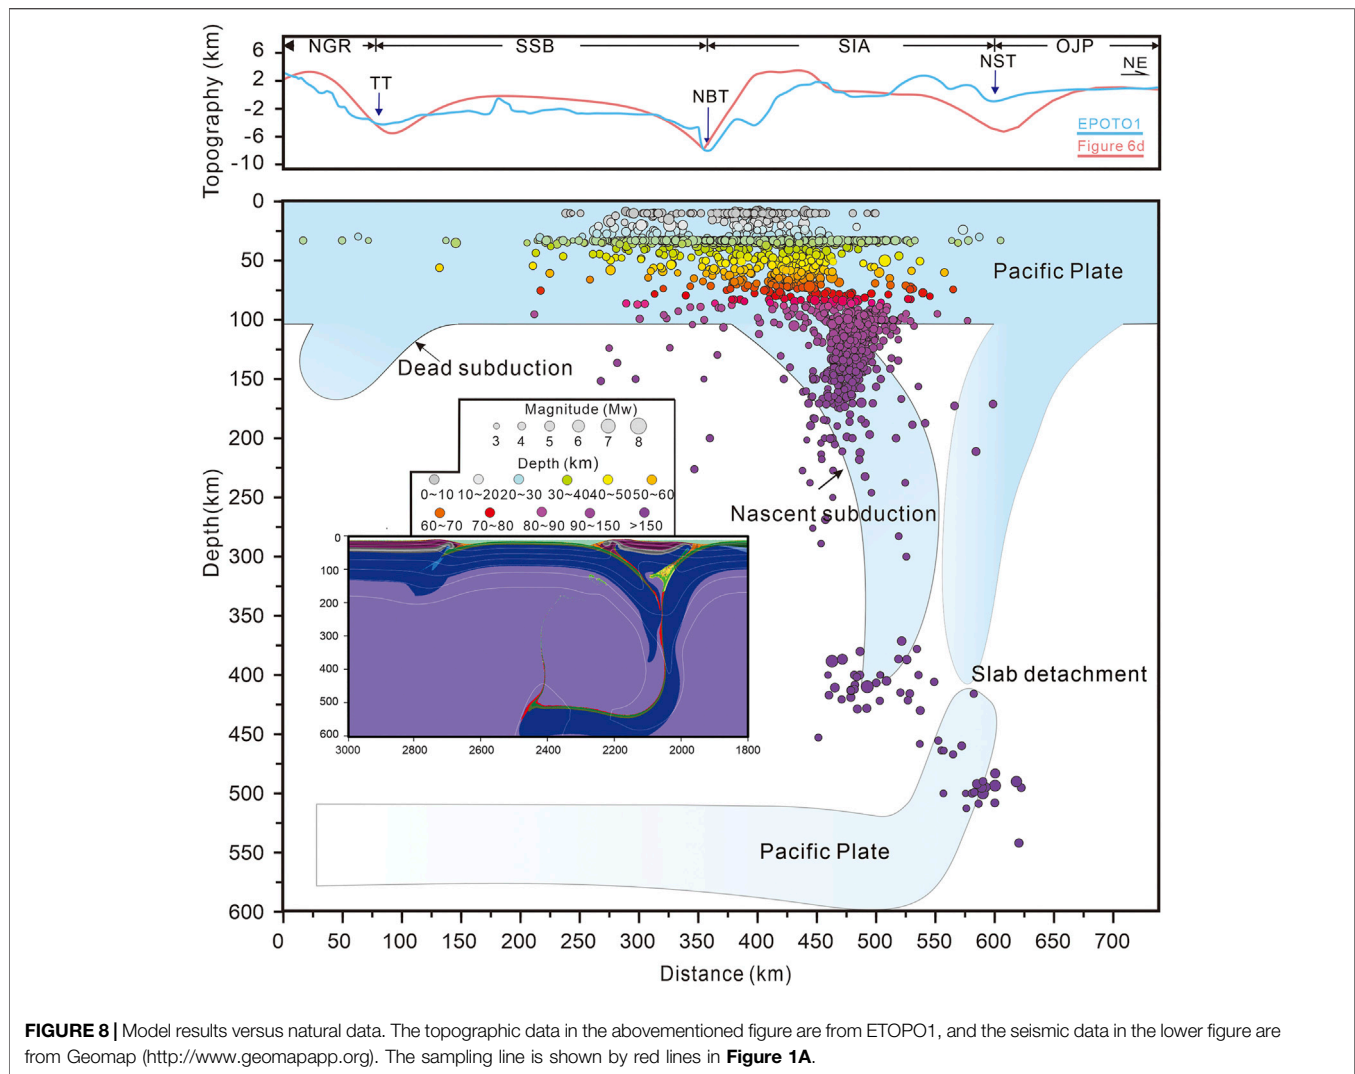 NGR SSB SIA OJP
TT NBT NST NE
Topography (km)
6
2
-2
-6
-10
EPOTO1
Figure 6d
0
50
100
150
200
250
300
350
400
450
500
550
600
Depth(km)
Pacific Plate
Dead subduction
Magnitude (Mw)
3 4 5 6 7 8
Depth (km)
0~10 10~20 20~30 30~40 40~50 50~60
60~70 70~80 80~90 90~150 >150
Nascent subduction
0
100
200
300
400
500
600
3000 2800 2600 2400 2200 2000 1800
Slab detachment
Pacific Plate
0 50 100 150 200 250 300 350 400 450 500 550 600 650 700
Distance (km)
FIGURE 8 | Model results versus natural data. The topographic data in the abovementioned figure are from ETOPO1, and the seismic data in the lower figure are
from Geomap (http://www.geomapapp.org). The sampling line is shown by red lines in Figure 1A.